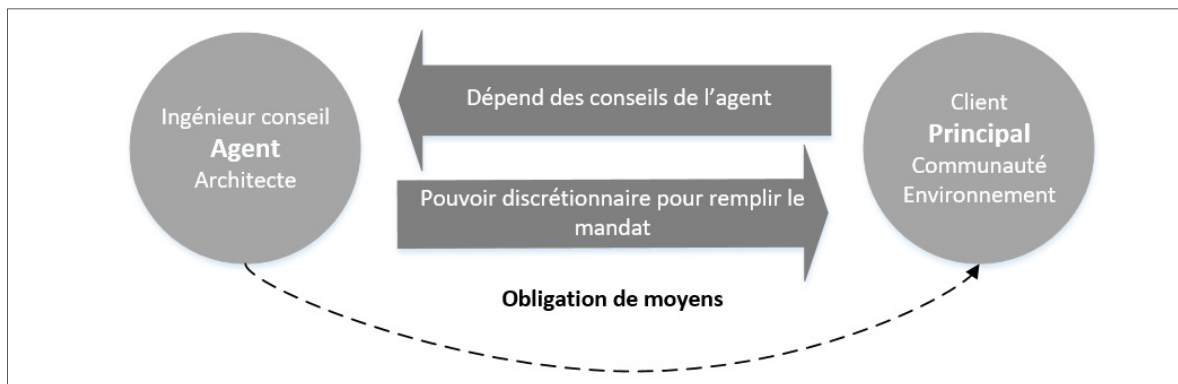 Ingénieur conseil
Agent
Architecte
Dépend des conseils de l’agent
Pouvoir discrétionnaire pour remplir le
mandat
Client
Principal
Communauté
Environnement
Obligation de moyens